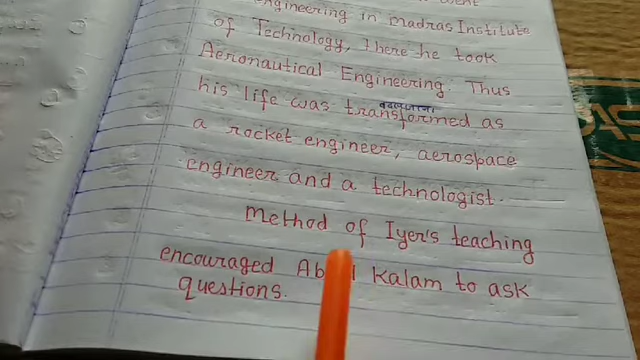 engineering in Madras Institute
of Technology, There he took
Aeronautical Engineering. Thus
his life was transformed as
a rocket engineer, aerospace
engineer and a technologist.
Method of Iyer's teaching
encouraged Kalam to ask
questions.